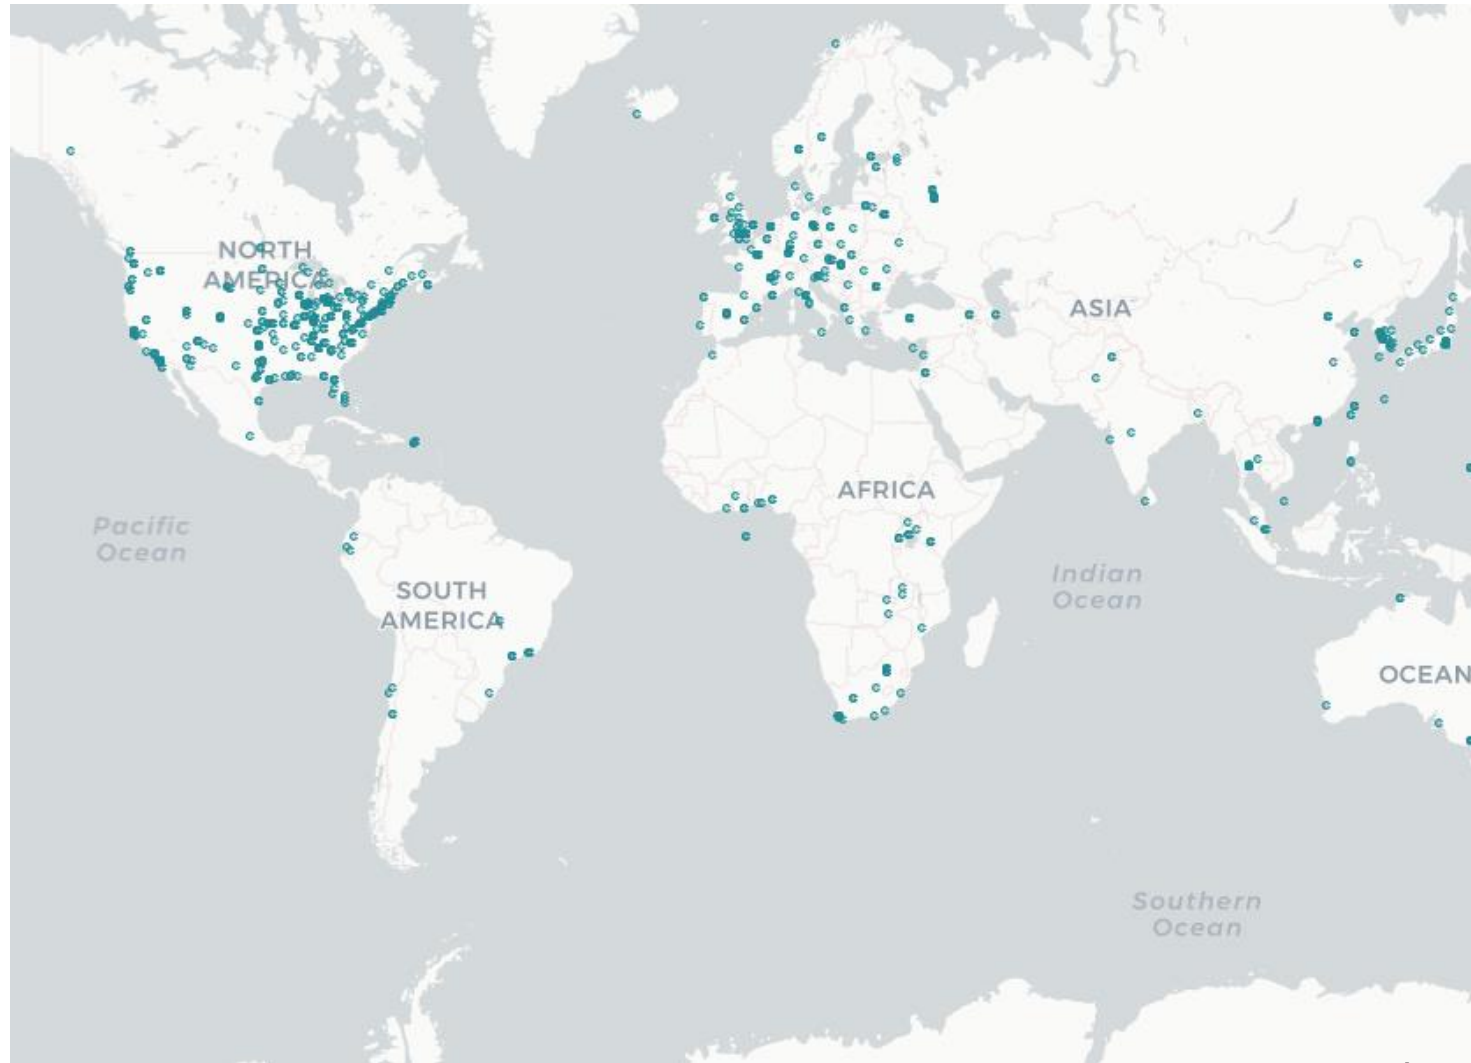 NORTH
AMERICA
ASIA
AFRICA
Pacific
Ocean
SOUTH
AMERICA
Indian
Ocean
OCEAN
Southern
Ocean